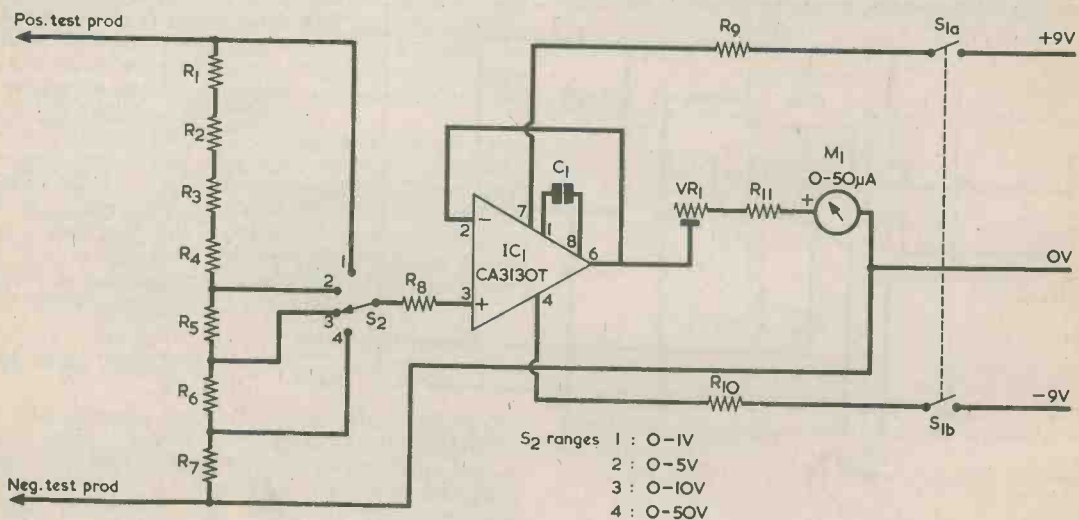 Pos. test prod
R1
R2
R3
R4
R5
R6
R7
Neg. test prod
1
2
3
4
S2
R8
2
3
−
+
IC1
CA3130T
7
1
8
6
4
C1
VR1
R11
+
M1
0-50μA
R9
R10
S1a
S1b
+9V
0V
−9V
S2 ranges 1 : 0-1V
2 : 0-5V
3 : 0-10V
4 : 0-50V